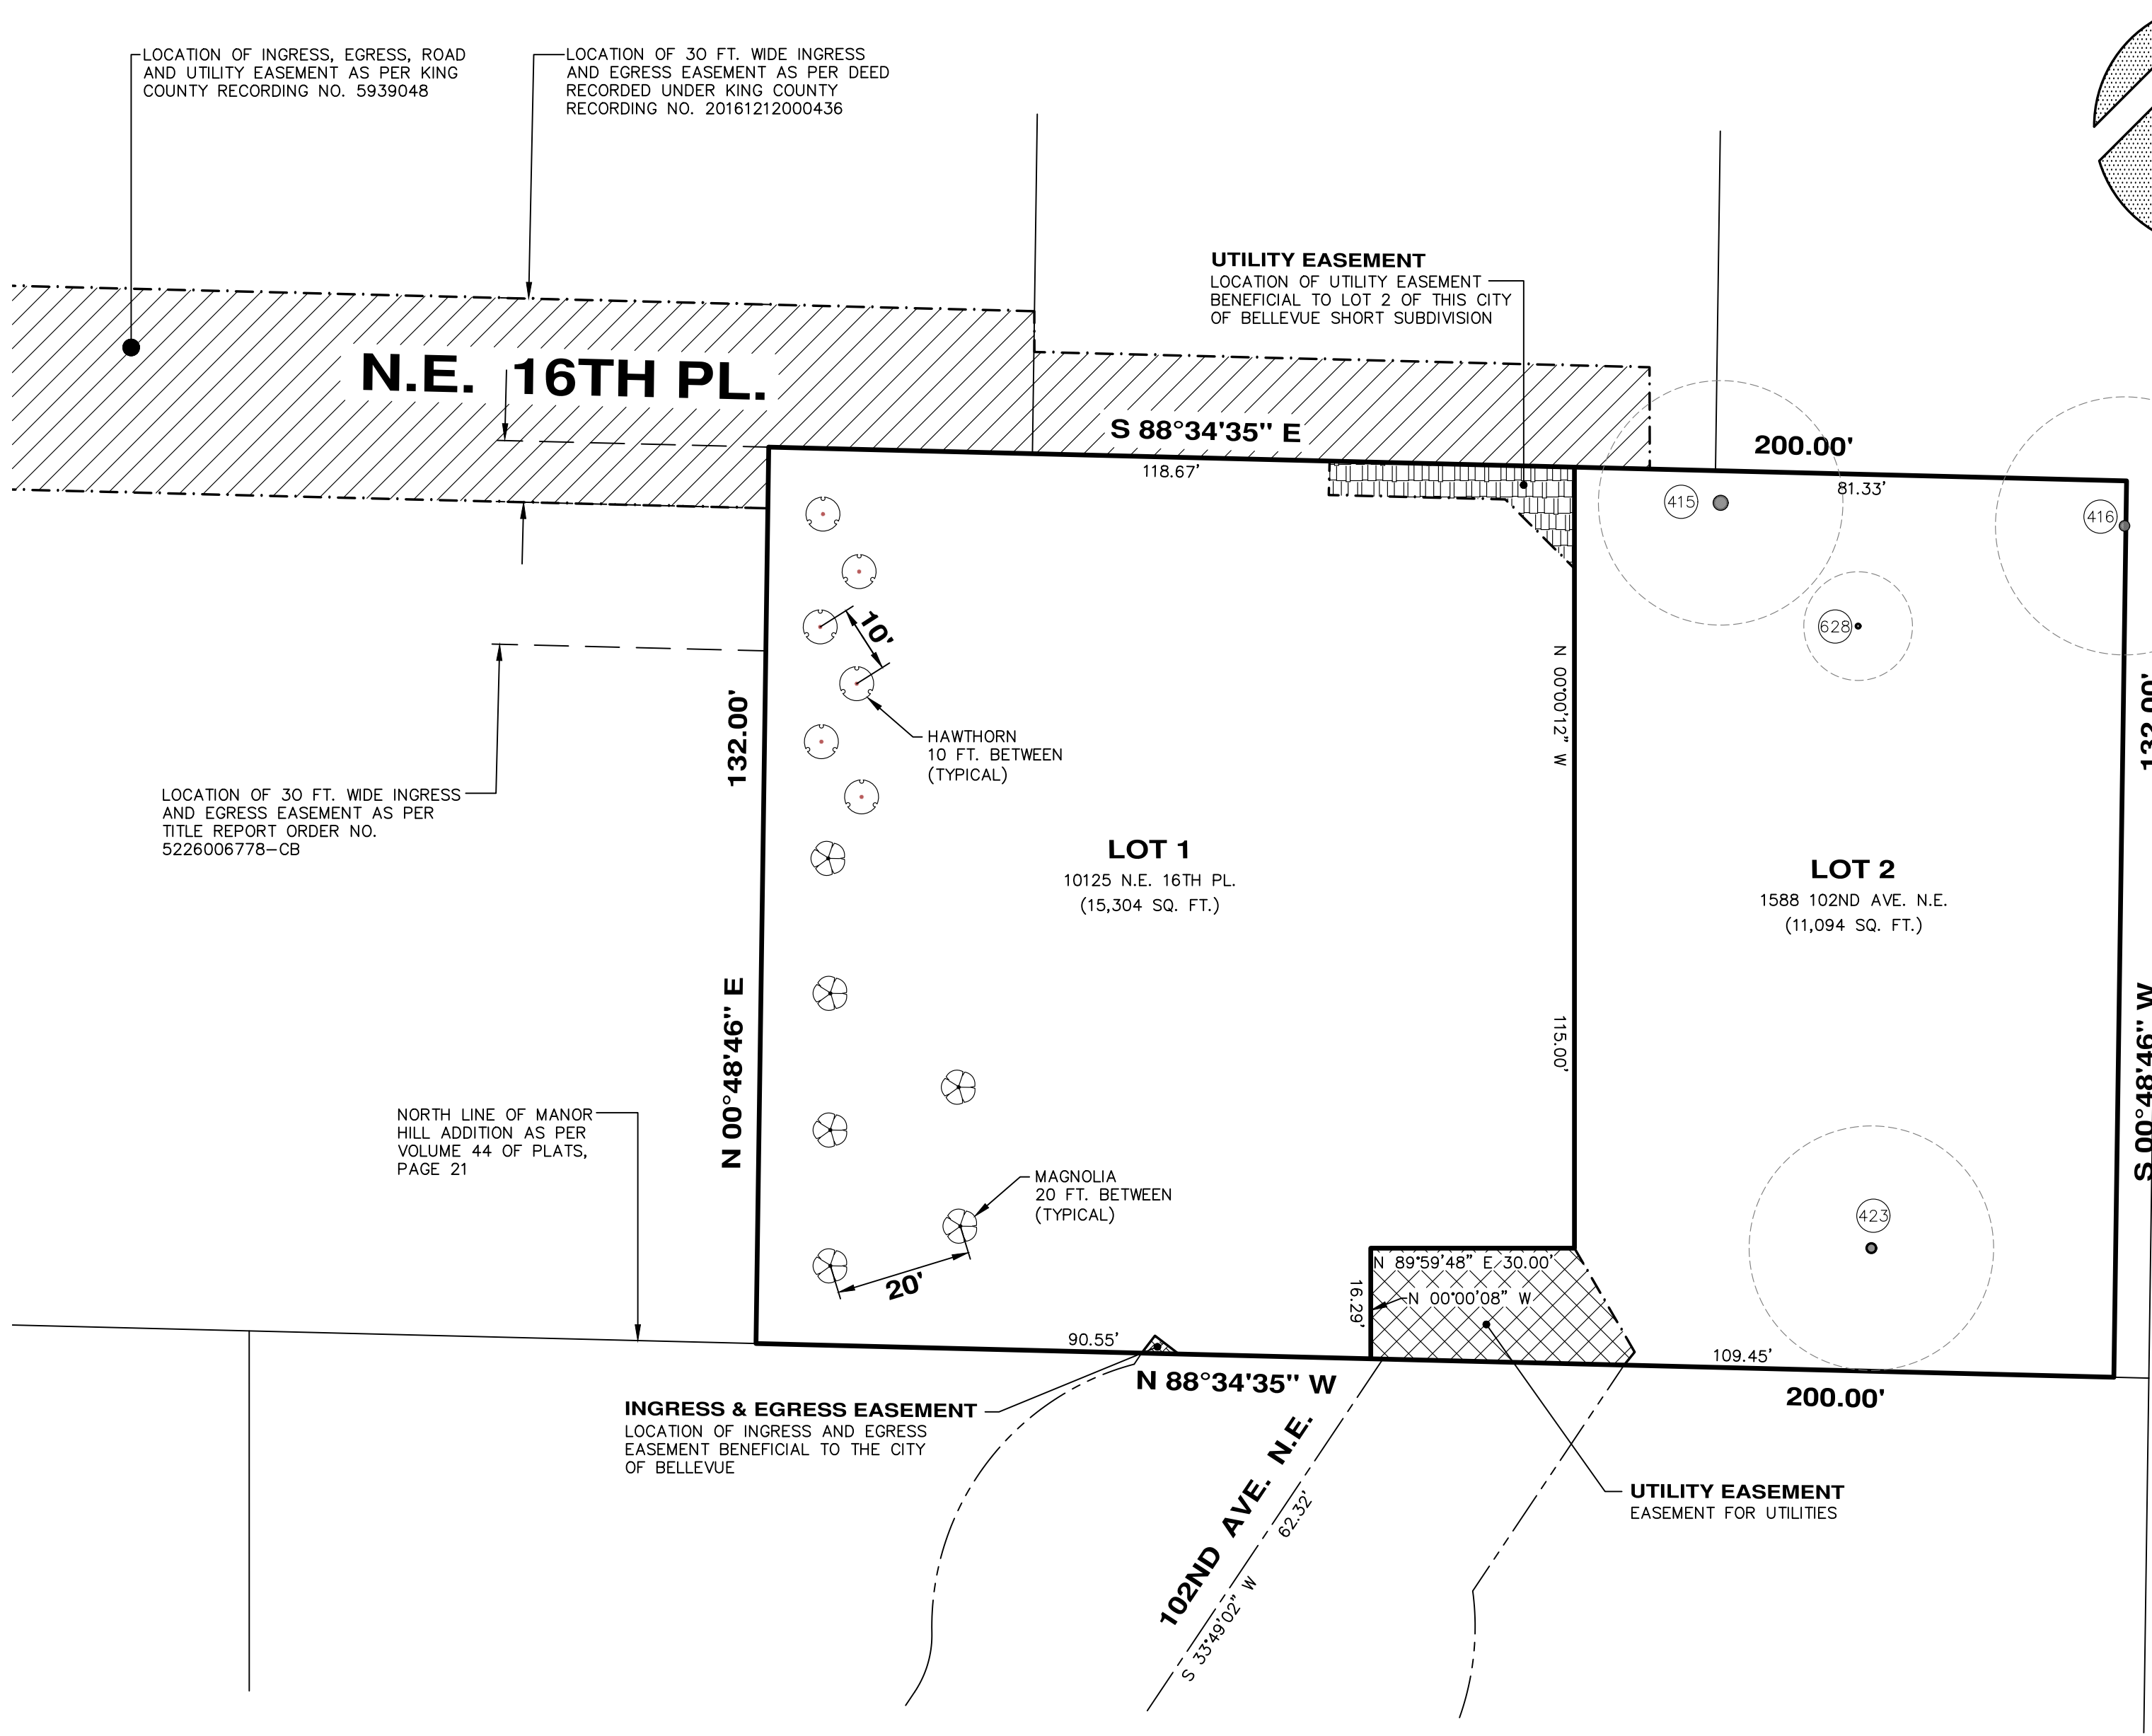 LOCATION OF INGRESS, EGRESS, ROAD
AND UTILITY EASEMENT AS PER KING
COUNTY RECORDING NO. 5939048
LOCATION OF 30 FT. WIDE INGRESS
AND EGRESS EASEMENT AS PER DEED
RECORDED UNDER KING COUNTY
RECORDING NO. 20161212000436
UTILITY EASEMENT
LOCATION OF UTILITY EASEMENT
BENEFICIAL TO LOT 2 OF THIS CITY
OF BELLEVUE SHORT SUBDIVISION
N.E. 16TH PL.
S 88°34'35" E
200.00'
118.67'
81.33'
415
416
628
10'
N 00°00'12" W
132.00'
132.00'
HAWTHORN
10 FT. BETWEEN
(TYPICAL)
LOCATION OF 30 FT. WIDE INGRESS
AND EGRESS EASEMENT AS PER
TITLE REPORT ORDER NO.
5226006778-CB
LOT 1
10125 N.E. 16TH PL.
(15,304 SQ. FT.)
LOT 2
1588 102ND AVE. N.E.
(11,094 SQ. FT.)
N 00°48'46" E
115.00'
S 00°48'46" W
NORTH LINE OF MANOR
HILL ADDITION AS PER
VOLUME 44 OF PLATS,
PAGE 21
MAGNOLIA
20 FT. BETWEEN
(TYPICAL)
423
20'
N 89°59'48" E 30.00'
16.29'
N 00°00'08" W
90.55'
109.45'
N 88°34'35" W
200.00'
INGRESS & EGRESS EASEMENT
LOCATION OF INGRESS AND EGRESS
EASEMENT BENEFICIAL TO THE CITY
OF BELLEVUE
102ND AVE. N.E.
62.32'
S 33°49'02" W
UTILITY EASEMENT
EASEMENT FOR UTILITIES